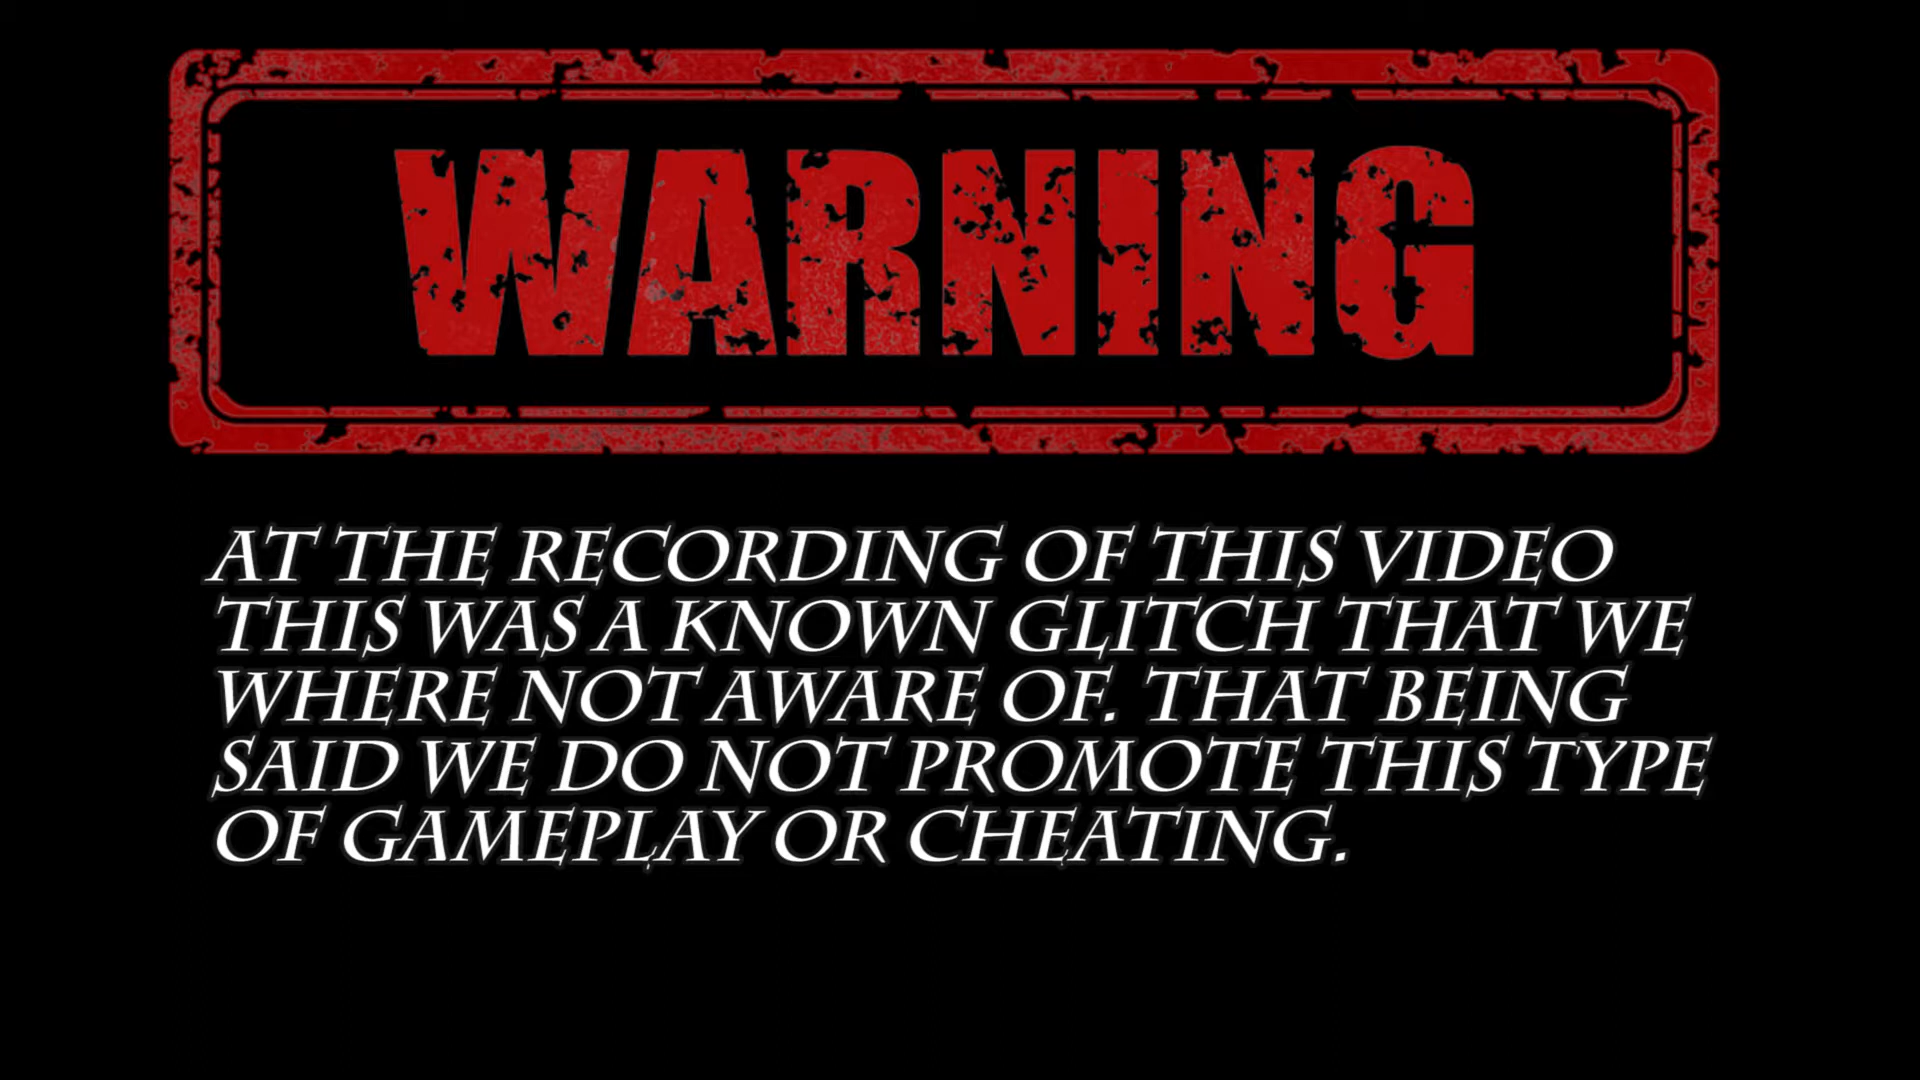 WARNING
AT THE RECORDING OF THIS VIDEO
THIS WAS A KNOWN GLITCH THAT WE
WHERE NOT AWARE OF. THAT BEING
SAID WE DO NOT PROMOTE THIS TYPE
OF GAMEPLAY OR CHEATING.